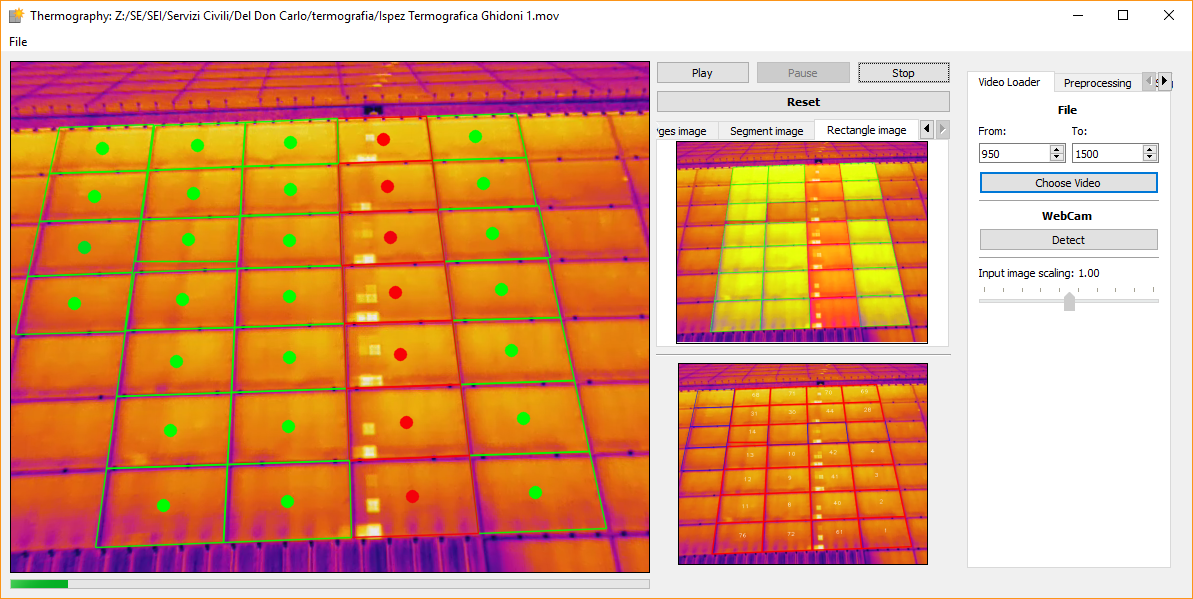 Thermography: Z:/SE/SEI/Servizi Civili/Del Don Carlo/termografia/Ispez Termografica Ghidoni 1.mov
File
Play
Pause
Stop
Reset
ges image
Segment image
Rectangle image
Video Loader
Preprocessing
File
From:
To:
950
1500
Choose Video
WebCam
Detect
Input image scaling: 1.00
66 77 70 63
31 30 44 28
14
13 18 42 4
12 9 41 3
11 8 40 2
76 72 61 1